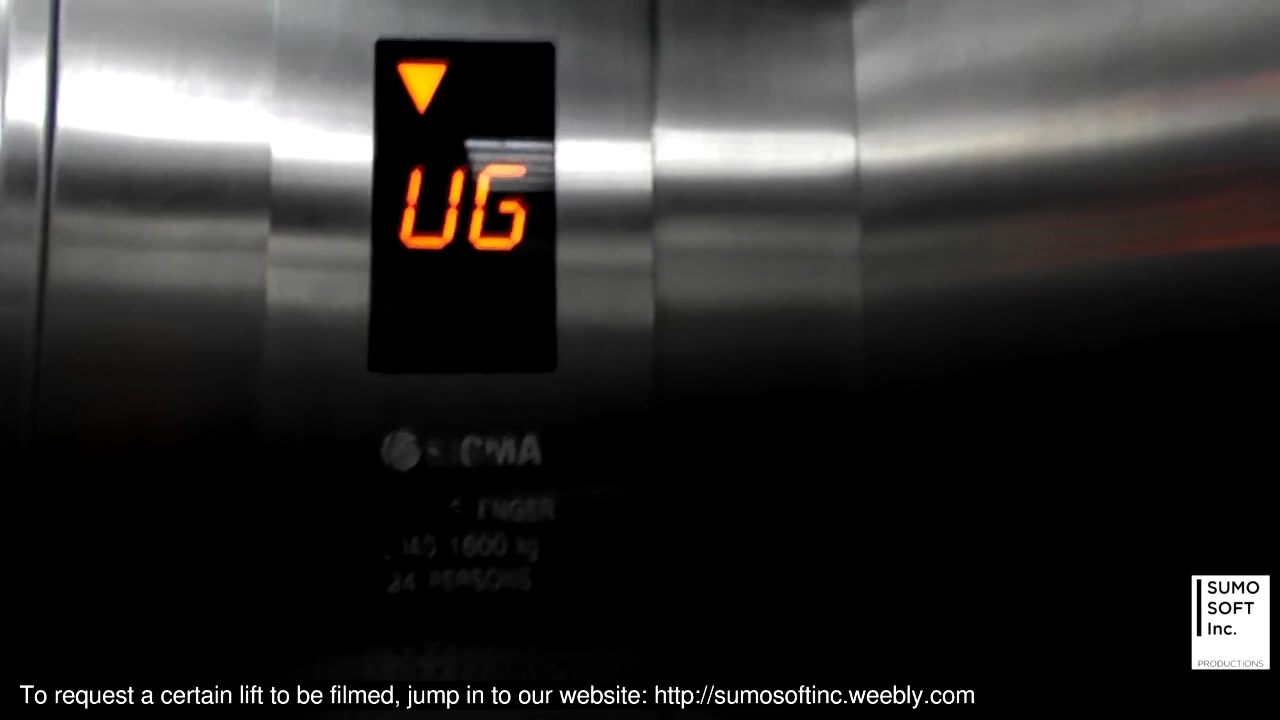 UG
SIGMA
1600 kg
24 PERSONS
SUMO
SOFT
Inc.
PRODUCTIONS
To request a certain lift to be filmed, jump in to our website: http://sumosoftinc.weebly.com